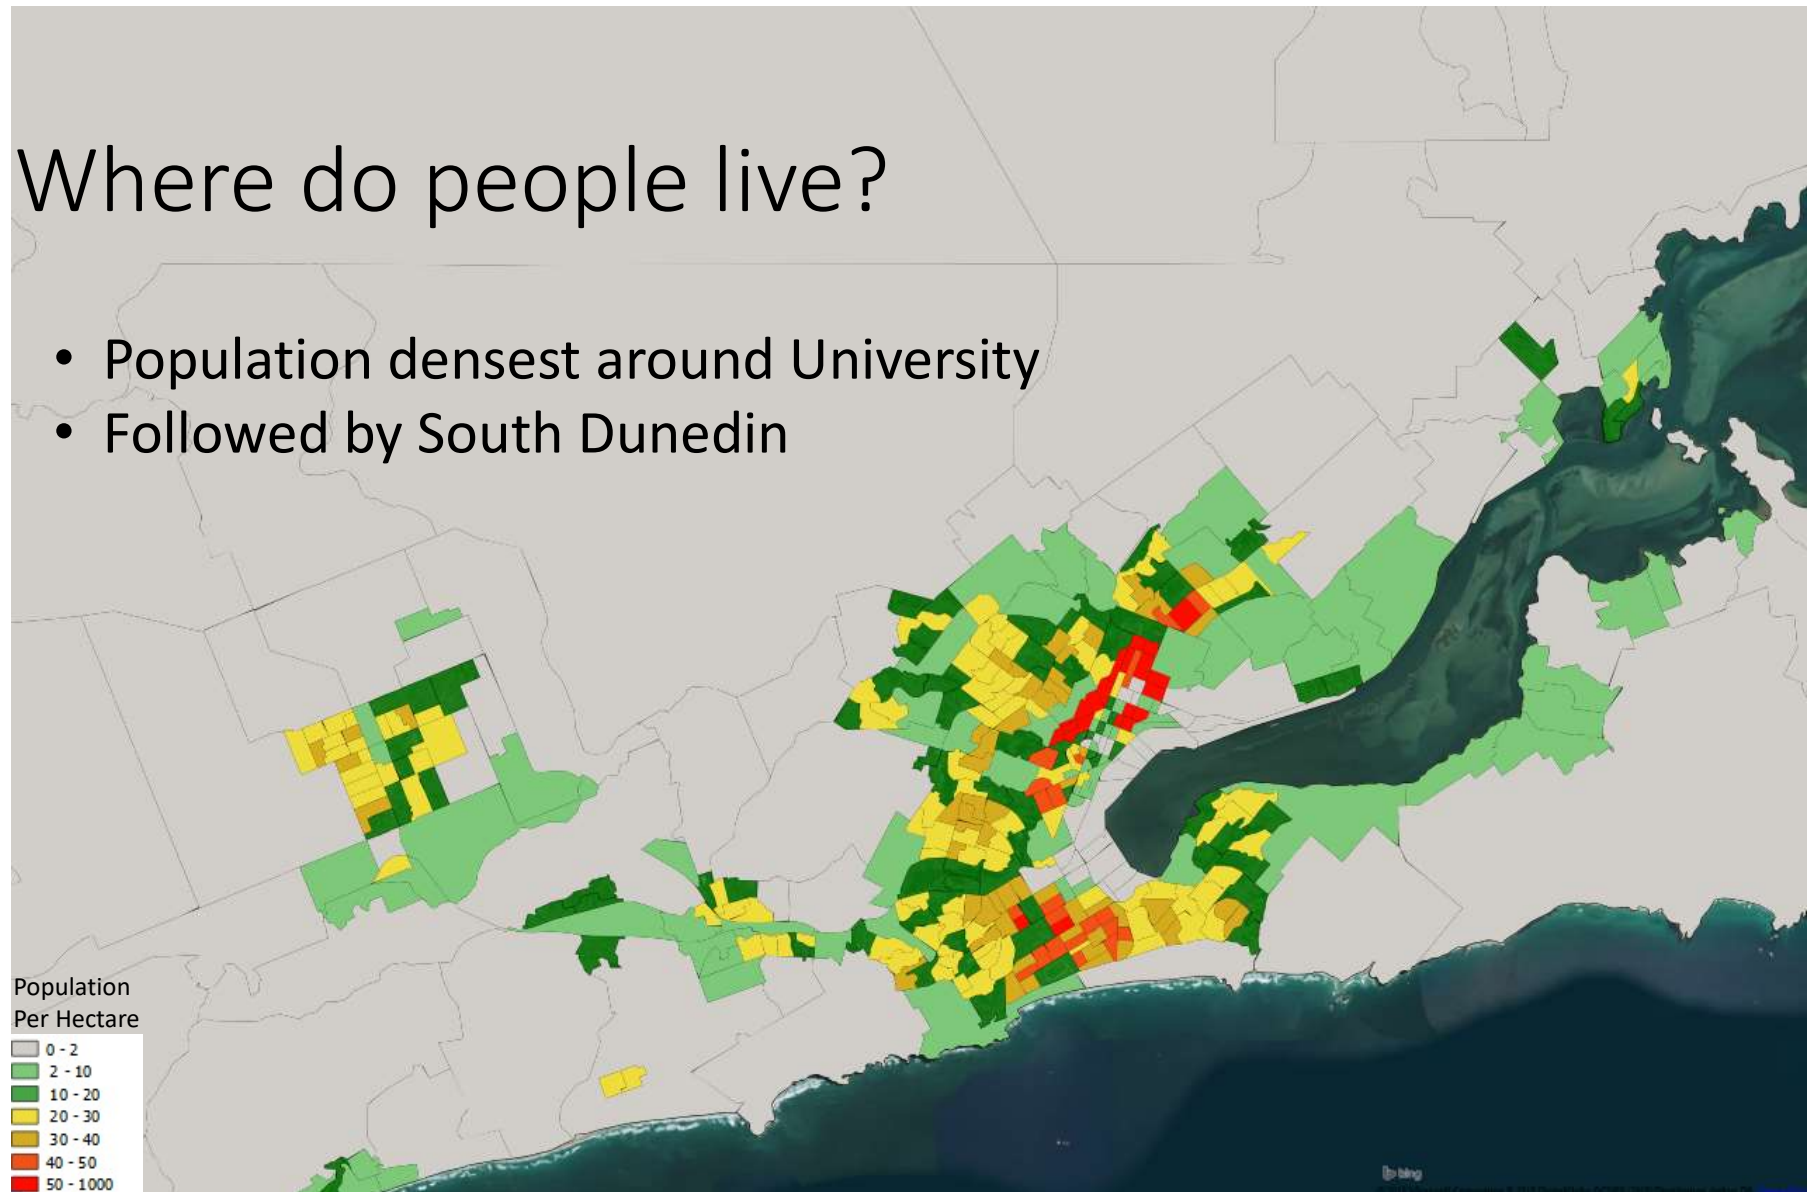 Where do people live?
• Population densest around University
• Followed by South Dunedin
Population
Per Hectare
0 - 2
2 - 10
10 - 20
20 - 30
30 - 40
40 - 50
50 - 1000
bing